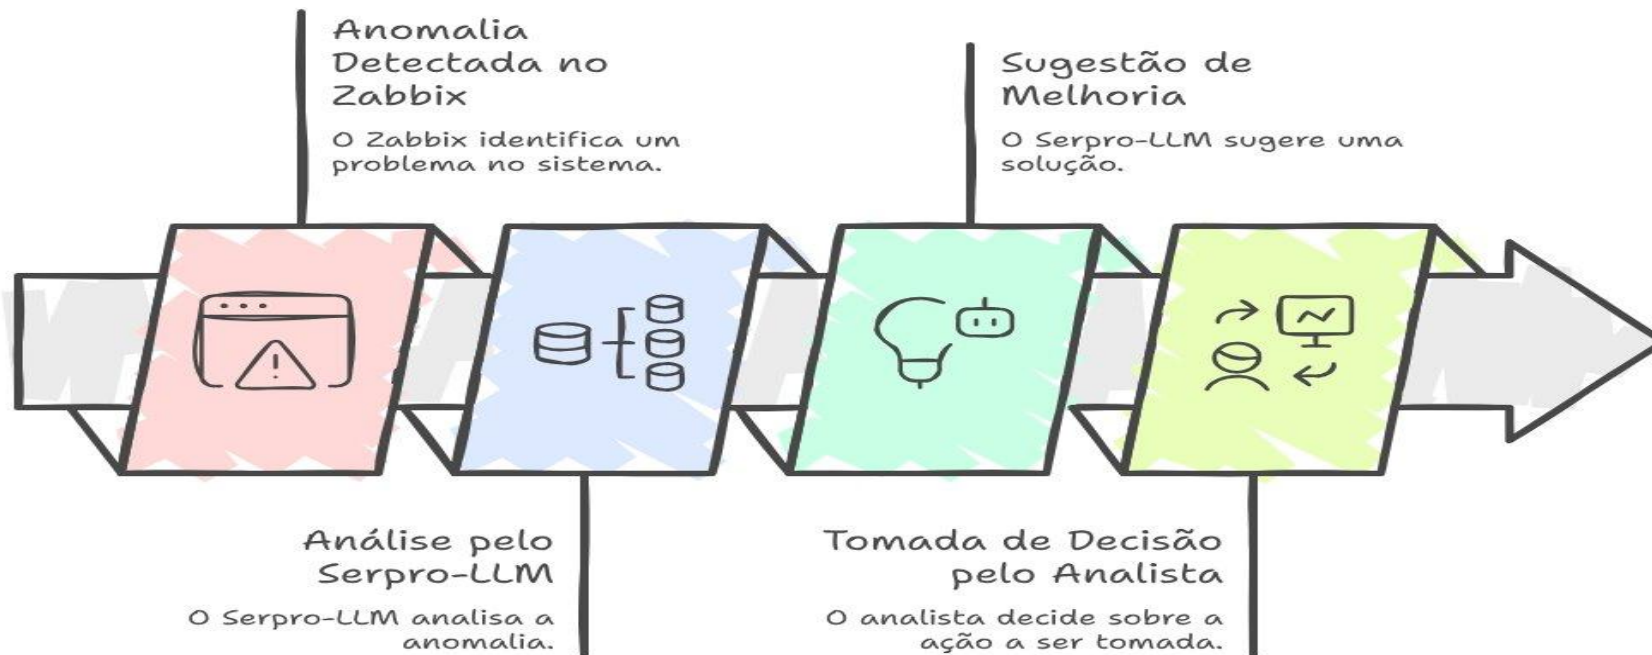 Anomalia
Detectada no
Zabbix
O Zabbix identifica um
problema no sistema.
Análise pelo
Serpro-LLM
O Serpro-LLM analisa a
anomalia.
Sugestão de
Melhoria
O Serpro-LLM sugere uma
solução.
Tomada de Decisão
pelo Analista
O analista decide sobre a
ação a ser tomada.